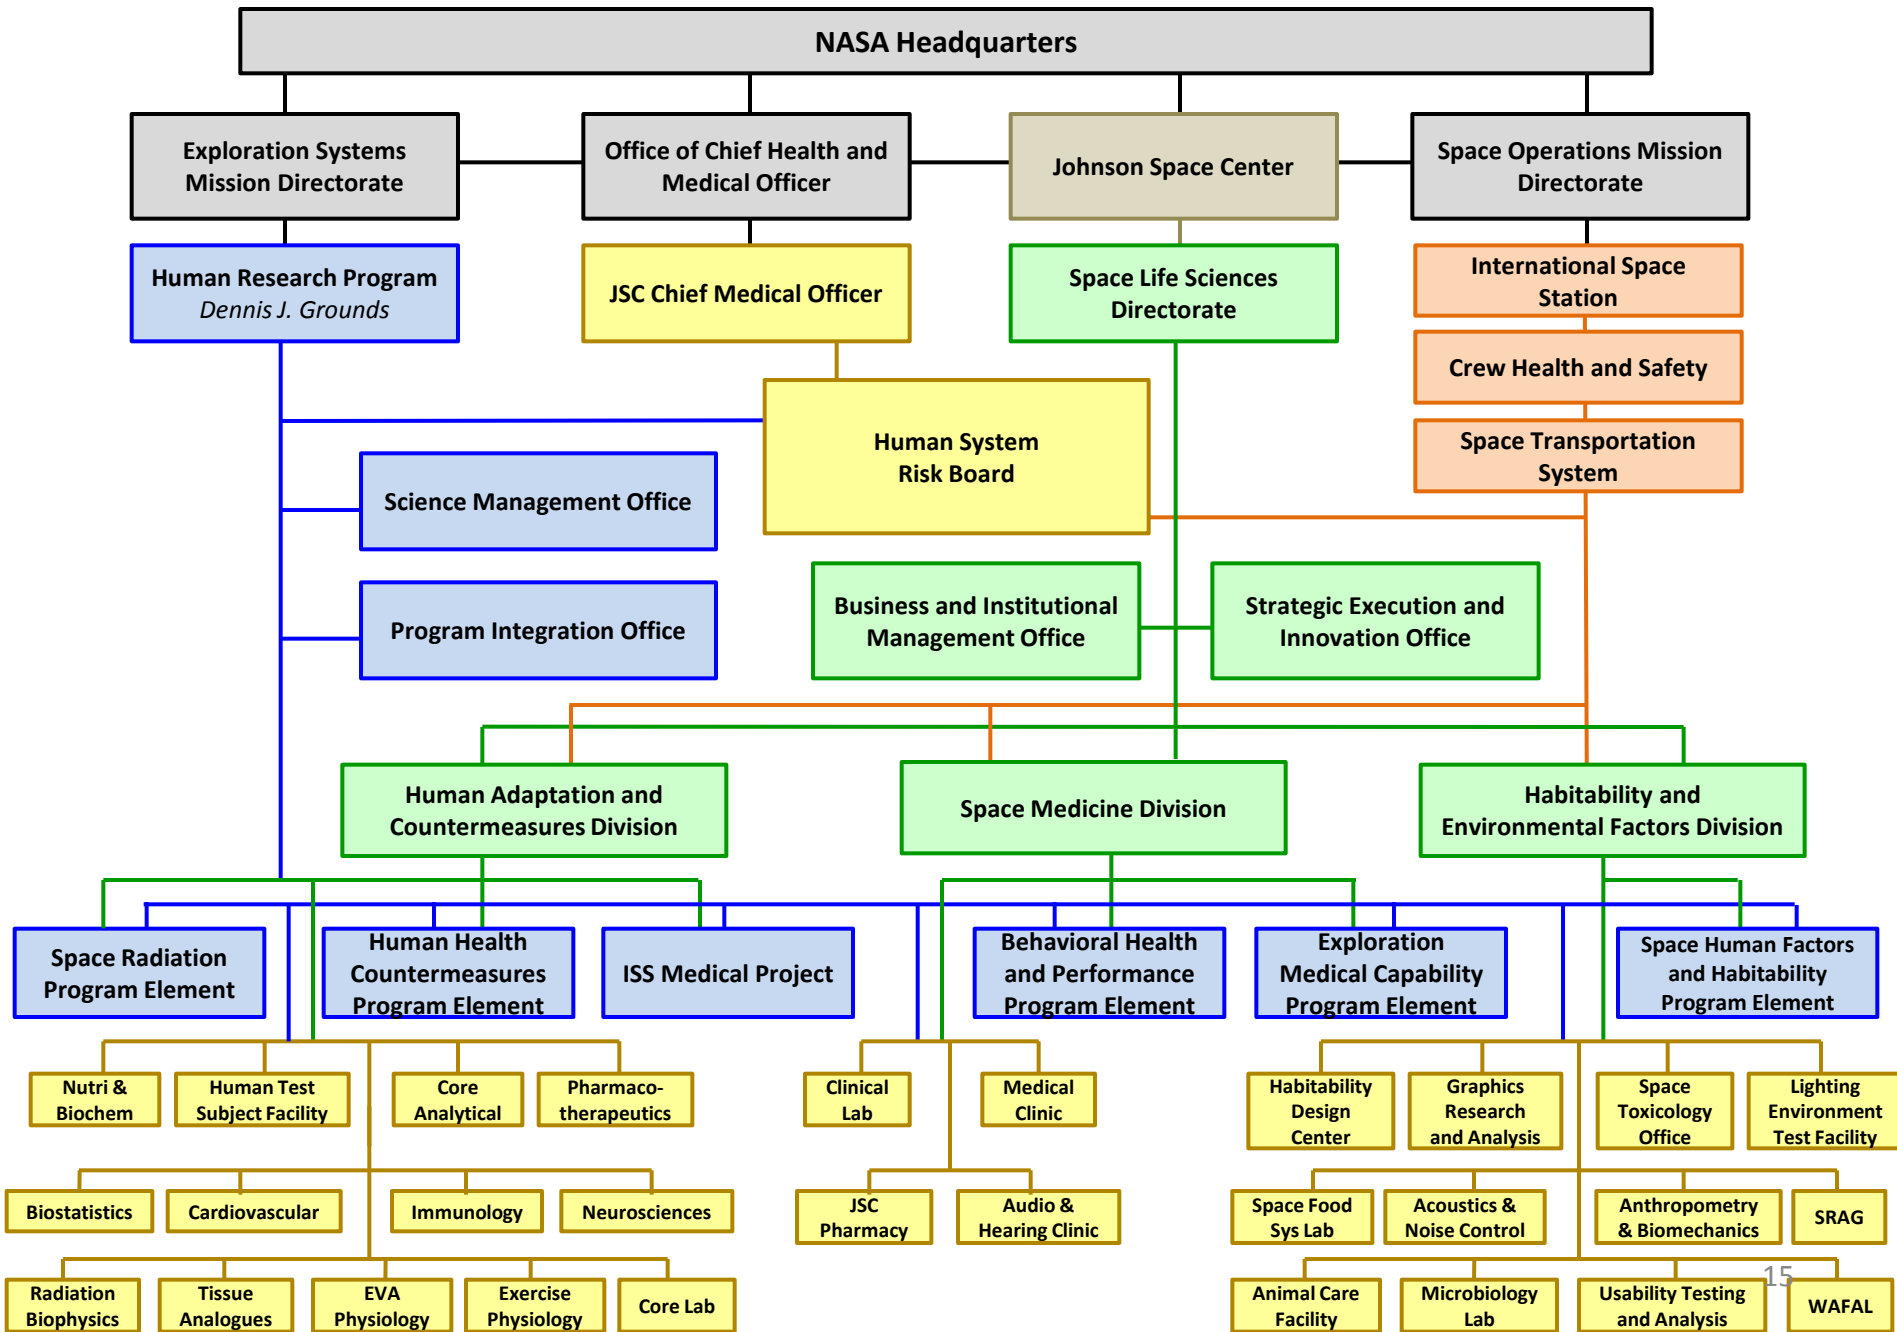 NASA Headquarters
Exploration Systems
Mission Directorate
Office of Chief Health and
Medical Officer
Johnson Space Center
Space Operations Mission
Directorate
Human Research Program
Dennis J. Grounds
JSC Chief Medical Officer
Space Life Sciences
Directorate
International Space
Station
Crew Health and Safety
Space Transportation
System
Human System
Risk Board
Science Management Office
Program Integration Office
Business and Institutional
Management Office
Strategic Execution and
Innovation Office
Human Adaptation and
Countermeasures Division
Space Medicine Division
Habitability and
Environmental Factors Division
Space Radiation
Program Element
Human Health
Countermeasures
Program Element
ISS Medical Project
Behavioral Health
and Performance
Program Element
Exploration
Medical Capability
Program Element
Space Human Factors
and Habitability
Program Element
Nutri &
Biochem
Human Test
Subject Facility
Core
Analytical
Pharmaco-
therapeutics
Clinical
Lab
Medical
Clinic
Habitability
Design
Center
Graphics
Research
and Analysis
Space
Toxicology
Office
Lighting
Environment
Test Facility
Biostatistics
Cardiovascular
Immunology
Neurosciences
JSC
Pharmacy
Audio &
Hearing Clinic
Space Food
Sys Lab
Acoustics &
Noise Control
Anthropometry
& Biomechanics
SRAG
Radiation
Biophysics
Tissue
Analogues
EVA
Physiology
Exercise
Physiology
Core Lab
Animal Care
Facility
Microbiology
Lab
Usability Testing
and Analysis
WAFAL
15